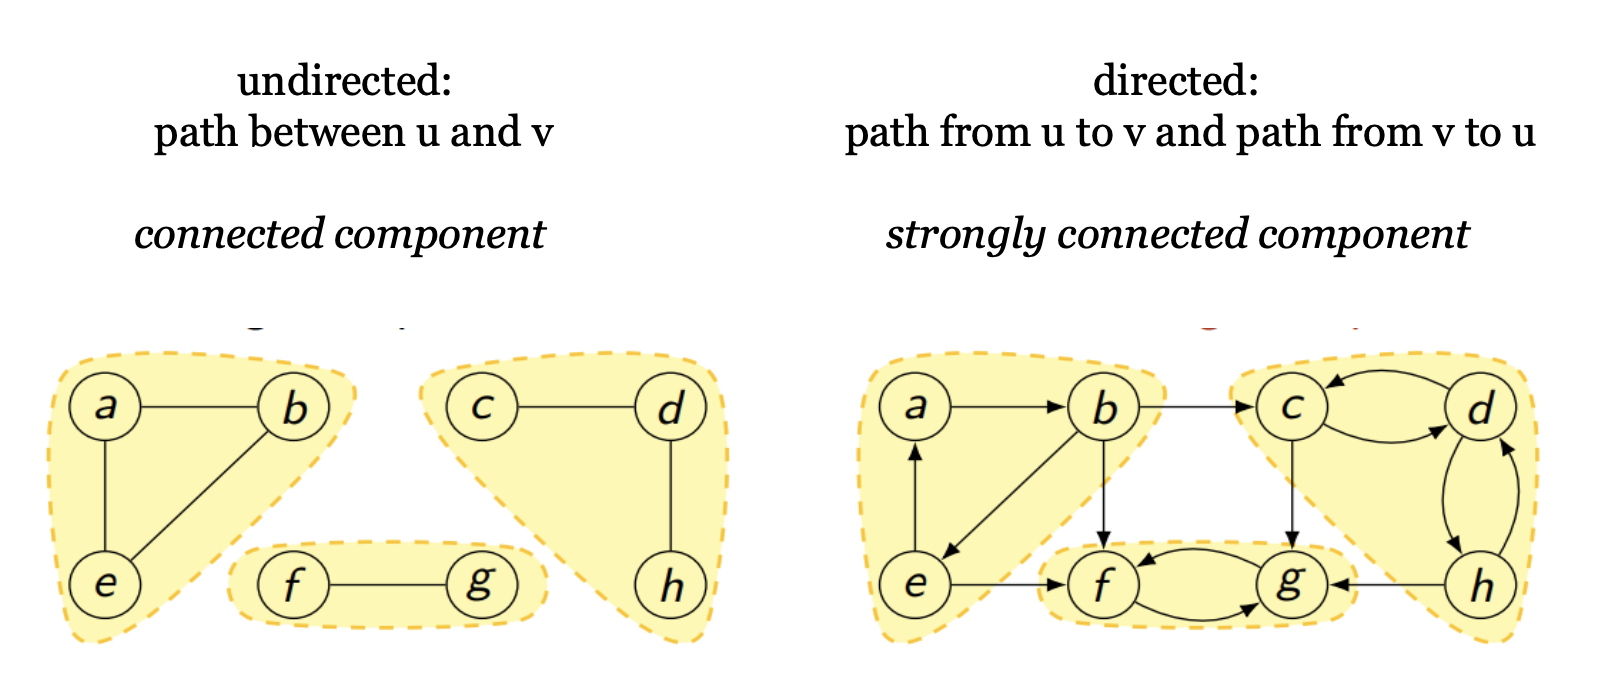 undirected:
path between u and v
connected component
directed:
path from u to v and path from v to u
strongly connected component
a b c d
e f g h
a b c d
e f g h